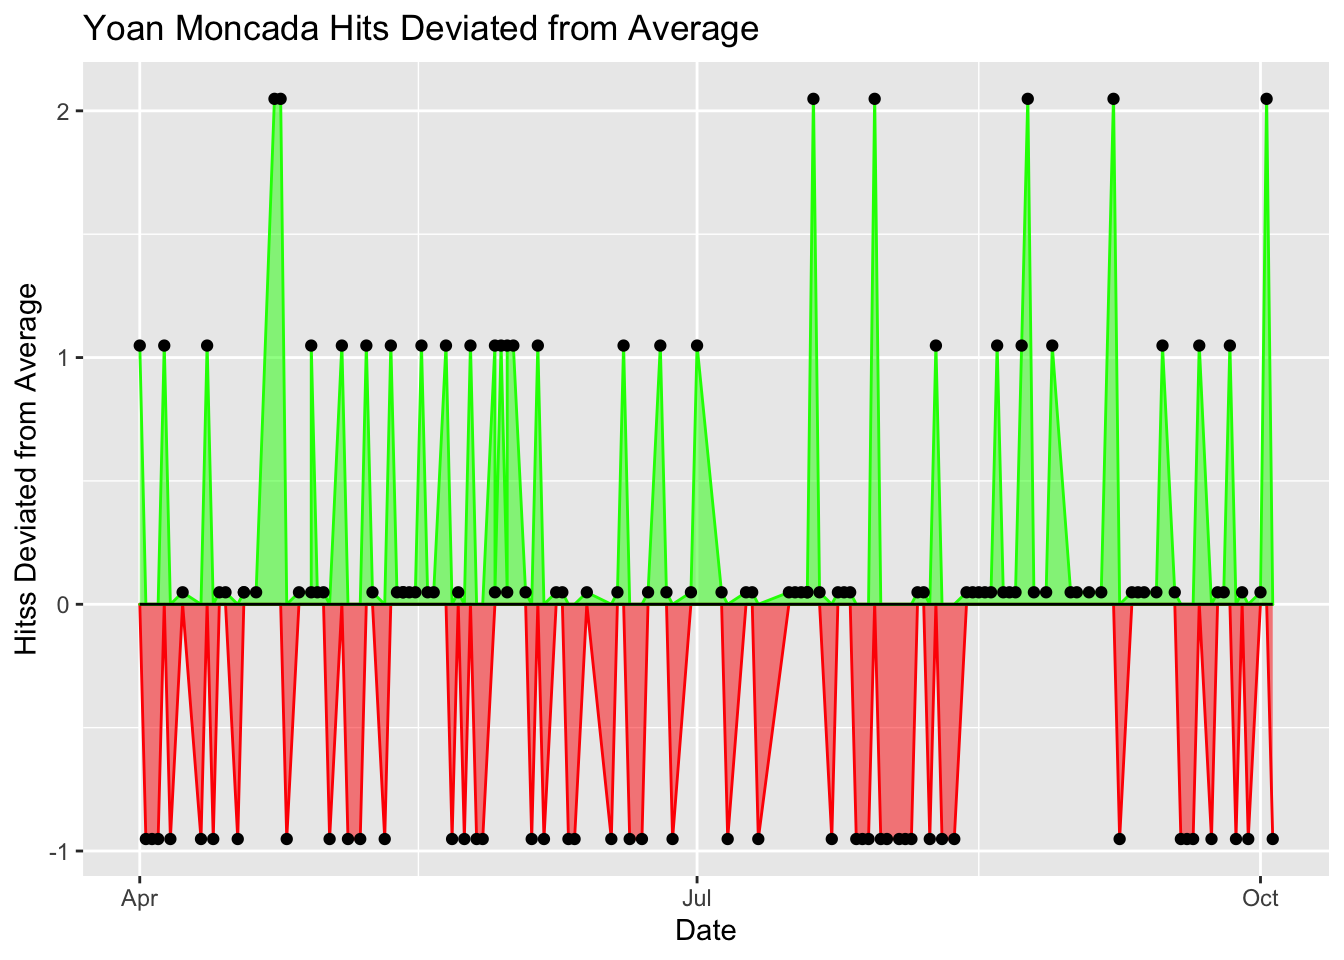 Yoan Moncada Hits Deviated from Average
Hitss Deviated from Average
2
1
0
-1
Apr
Jul
Oct
Date